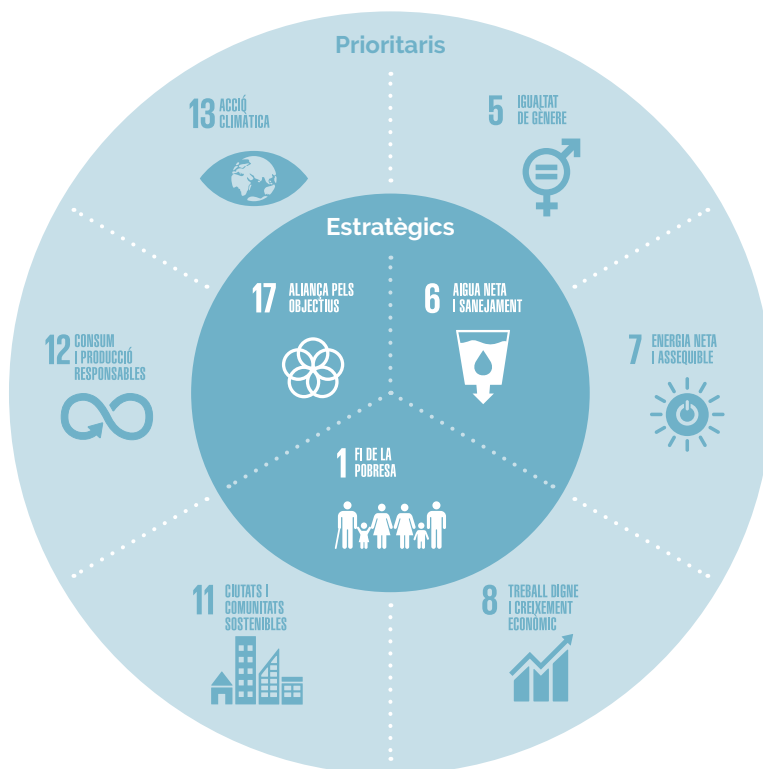 Prioritaris
13 ACCIÓ
CLIMÀTICA
5 IGUALTAT
DE GÈNERE
Estratègics
17 ALIANÇA PELS
OBJECTIUS
6 AIGUA NETA
I SANEJAMENT
12 CONSUM
I PRODUCCIÓ
RESPONSABLES
7 ENERGIA NETA
I ASSEQUIBLE
1 FI DE LA
POBRESA
11 CIUTATS I
COMUNITATS
SOSTENIBLES
8 TREBALL DIGNE
I CREIXEMENT
ECONÒMIC